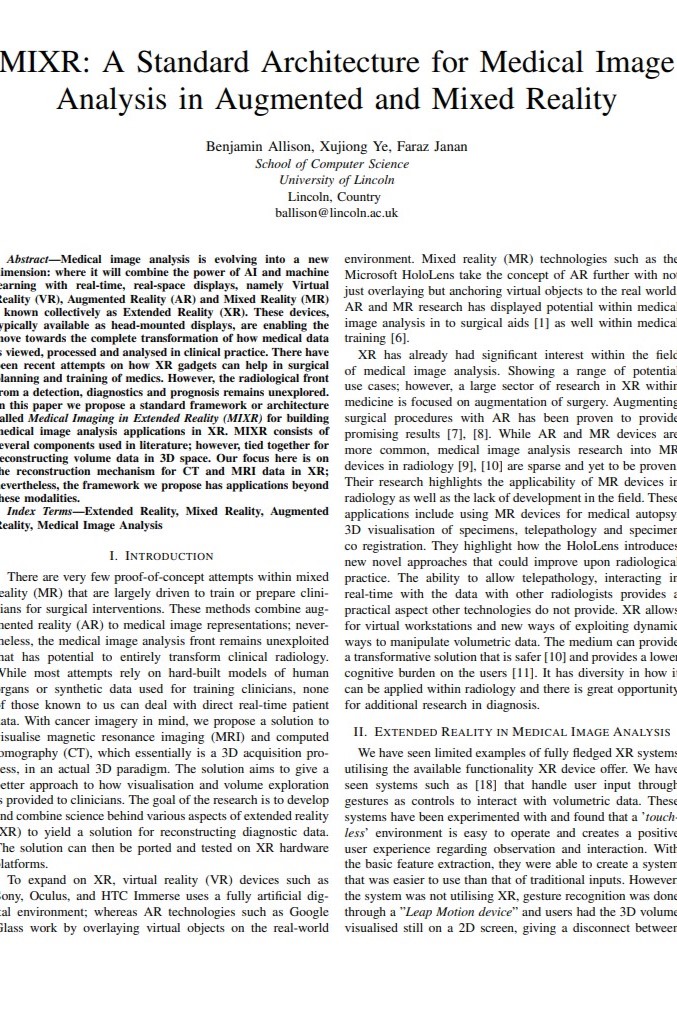 MIXR: A Standard Architecture for Medical Image
Analysis in Augmented and Mixed Reality
Benjamin Allison, Xujiong Ye, Faraz Janan
School of Computer Science
University of Lincoln
Lincoln, Country
ballison@lincoln.ac.uk
Abstract—Medical image analysis is evolving into a new
imension: where it will combine the power of AI and machine
earning with real-time, real-space displays, namely Virtual
Reality (VR), Augmented Reality (AR) and Mixed Reality (MR)
known collectively as Extended Reality (XR). These devices,
ypically available as head-mounted displays, are enabling the
move towards the complete transformation of how medical data
s viewed, processed and analysed in clinical practice. There have
been recent attempts on how XR gadgets can help in surgical
planning and training of medics. However, the radiological front
rom a detection, diagnostics and prognosis remains unexplored.
n this paper we propose a standard framework or architecture
alled Medical Imaging in Extended Reality (MIXR) for building
medical image analysis applications in XR. MIXR consists of
several components used in literature; however, tied together for
reconstructing volume data in 3D space. Our focus here is on
he reconstruction mechanism for CT and MRI data in XR;
nevertheless, the framework we propose has applications beyond
hese modalities.
Index Terms—Extended Reality, Mixed Reality, Augmented
Reality, Medical Image Analysis
I. INTRODUCTION
There are very few proof-of-concept attempts within mixed
reality (MR) that are largely driven to train or prepare clini-
ians for surgical interventions. These methods combine aug-
mented reality (AR) to medical image representations; never-
heless, the medical image analysis front remains unexploited
hat has potential to entirely transform clinical radiology.
While most attempts rely on hard-built models of human
organs or synthetic data used for training clinicians, none
of those known to us can deal with direct real-time patient
ata. With cancer imagery in mind, we propose a solution to
visualise magnetic resonance imaging (MRI) and computed
omography (CT), which essentially is a 3D acquisition pro-
ess, in an actual 3D paradigm. The solution aims to give a
better approach to how visualisation and volume exploration
s provided to clinicians. The goal of the research is to develop
nd combine science behind various aspects of extended reality
(XR) to yield a solution for reconstructing diagnostic data.
The solution can then be ported and tested on XR hardware
platforms.
To expand on XR, virtual reality (VR) devices such as
Sony, Oculus, and HTC Immerse uses a fully artificial dig-
tal environment; whereas AR technologies such as Google
Glass work by overlaying virtual objects on the real-world
environment. Mixed reality (MR) technologies such as the
Microsoft HoloLens take the concept of AR further with not
just overlaying but anchoring virtual objects to the real world.
AR and MR research has displayed potential within medical
image analysis in to surgical aids [1] as well within medical
training [6].
XR has already had significant interest within the field
of medical image analysis. Showing a range of potential
use cases; however, a large sector of research in XR within
medicine is focused on augmentation of surgery. Augmenting
surgical procedures with AR has been proven to provide
promising results [7], [8]. While AR and MR devices are
more common, medical image analysis research into MR
devices in radiology [9], [10] are sparse and yet to be proven.
Their research highlights the applicability of MR devices in
radiology as well as the lack of development in the field. These
applications include using MR devices for medical autopsy,
3D visualisation of specimens, telepathology and specimen
co registration. They highlight how the HoloLens introduces
new novel approaches that could improve upon radiological
practice. The ability to allow telepathology, interacting in
real-time with the data with other radiologists provides a
practical aspect other technologies do not provide. XR allows
for virtual workstations and new ways of exploiting dynamic
ways to manipulate volumetric data. The medium can provide
a transformative solution that is safer [10] and provides a lower
cognitive burden on the users [11]. It has diversity in how it
can be applied within radiology and there is great opportunity
for additional research in diagnosis.
II. EXTENDED REALITY IN MEDICAL IMAGE ANALYSIS
We have seen limited examples of fully fledged XR systems
utilising the available functionality XR device offer. We have
seen systems such as [18] that handle user input through
gestures as controls to interact with volumetric data. These
systems have been experimented with and found that a 'touch-
less' environment is easy to operate and creates a positive
user experience regarding observation and interaction. With
the basic feature extraction, they were able to create a system
that was easier to use than that of traditional inputs. However
the system was not utilising XR, gesture recognition was done
through a "Leap Motion device" and users had the 3D volume
visualised still on a 2D screen, giving a disconnect between